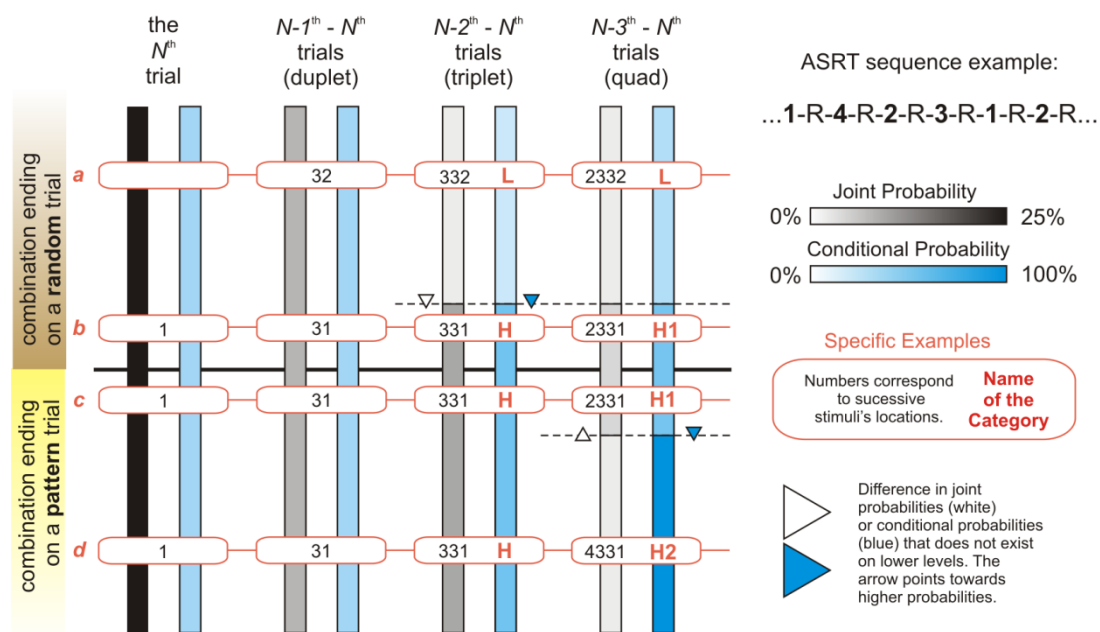 the
Nth
trial
N-1th - Nth
trials
(duplet)
N-2th - Nth
trials
(triplet)
N-3th - Nth
trials
(quad)
ASRT sequence example:
...1-R-4-R-2-R-3-R-1-R-2-R...
combination ending
on a random trial
a
32
332 L
2332 L
Joint Probability
0% 25%
Conditional Probability
0% 100%
b
1
31
331 H
2331 H1
combination ending
on a pattern trial
c
1
31
331 H
2331 H1
Specific Examples
Numbers correspond
to sucessive
stimuli's locations.
Name
of the
Category
d
1
31
331 H
4331 H2
Difference in joint
probabilities (white)
or conditional probabilities
(blue) that does not exist
on lower levels. The
arrow points towards
higher probabilities.